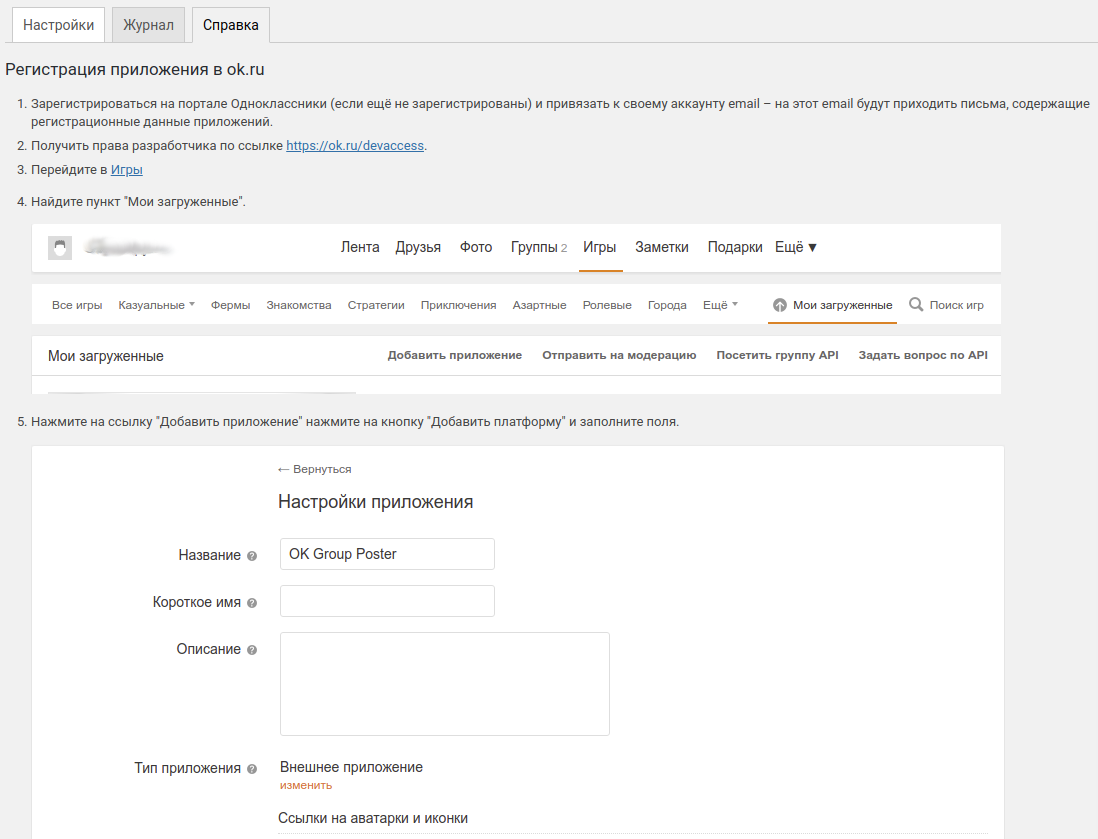 Настройки Журнал Справка
Регистрация приложения в ok.ru
1. Зарегистрироваться на портале Одноклассники (если ещё не зарегистрированы) и привязать к своему аккаунту email – на этот email будут приходить письма, содержащие
регистрационные данные приложений.
2. Получить права разработчика по ссылке https://ok.ru/devaccess.
3. Перейдите в Игры
4. Найдите пункт "Мои загруженные".
Лента Друзья Фото Группы 2 Игры Заметки Подарки Ещё ▼
Все игры Казуальные Фермы Знакомства Стратегии Приключения Азартные Ролевые Города Ещё Мои загруженные Поиск игр
Мои загруженные Добавить приложение Отправить на модерацию Посетить группу API Задать вопрос по API
5. Нажмите на ссылку "Добавить приложение" нажмите на кнопку "Добавить платформу" и заполните поля.
← Вернуться
Настройки приложения
Название ? OK Group Poster
Короткое имя ?
Описание ?
Тип приложения ? Внешнее приложение
изменить
Ссылки на аватарки и иконки